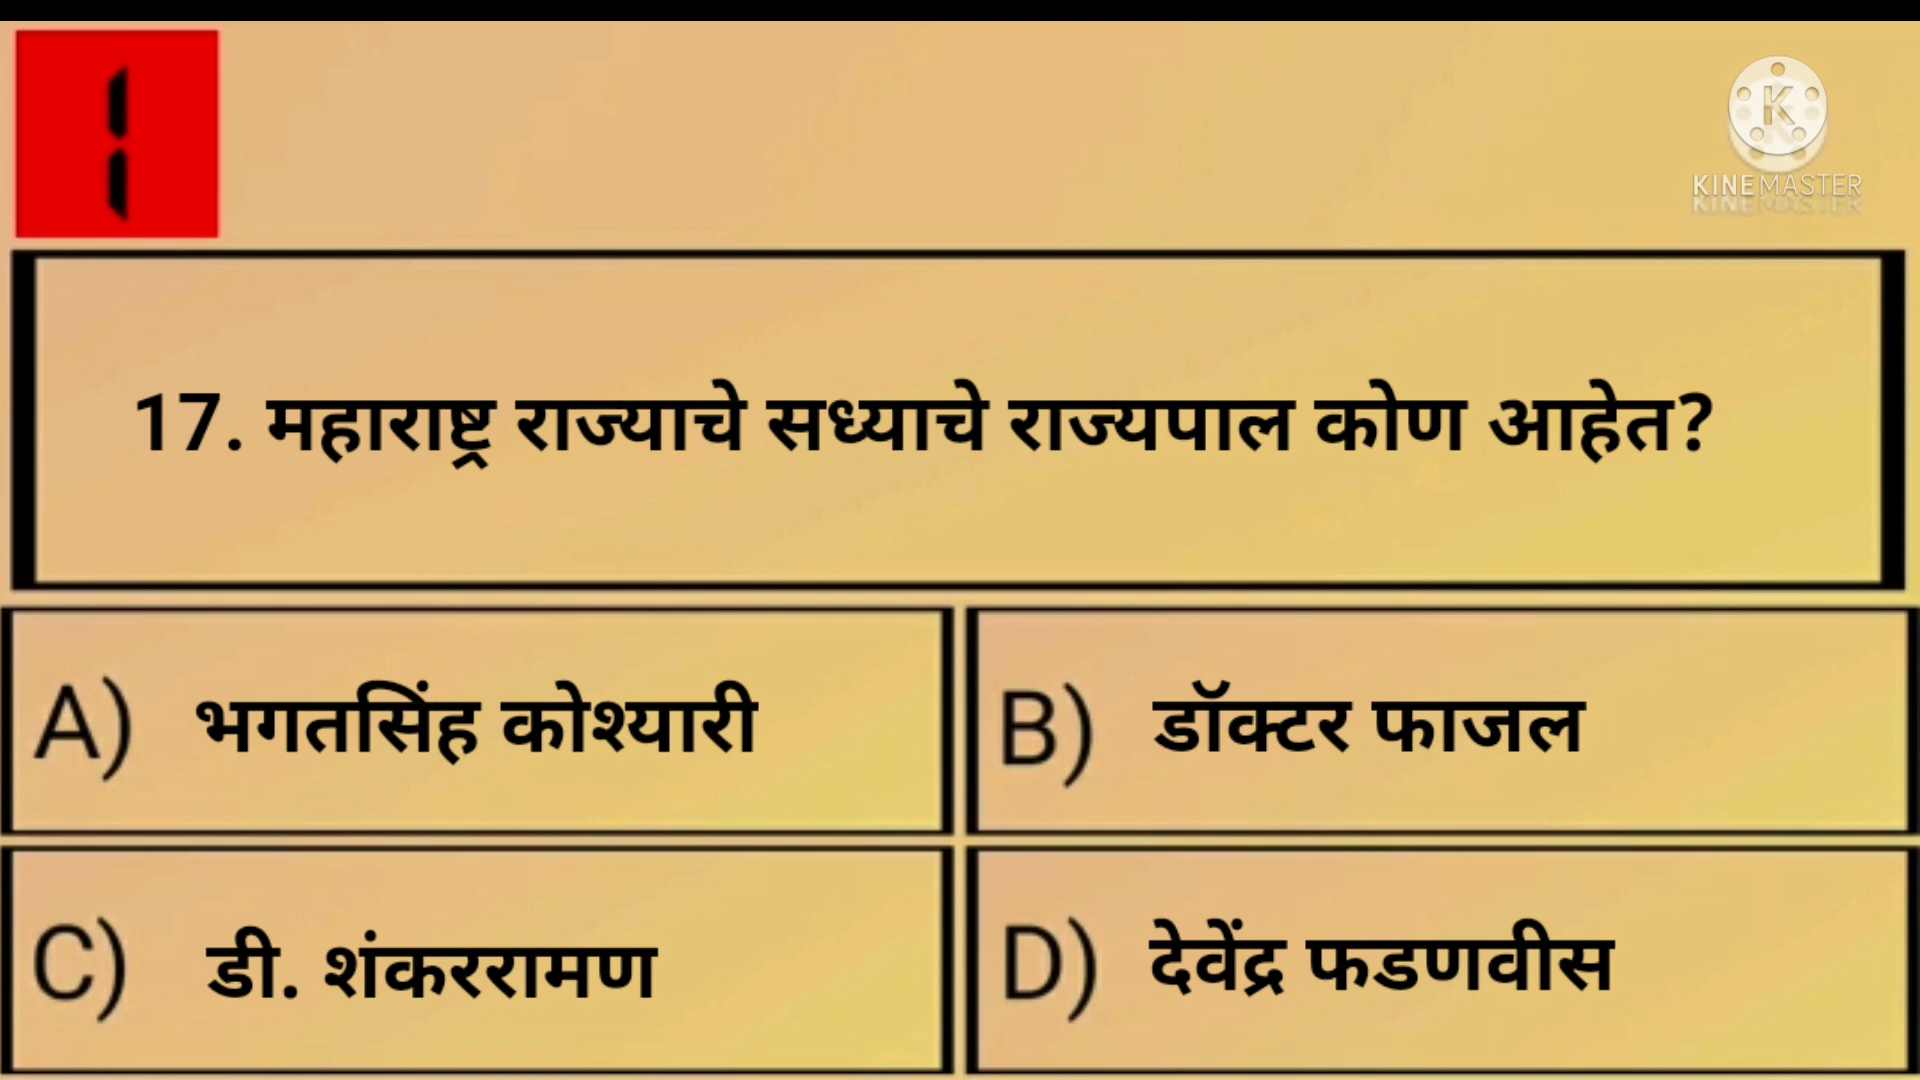 1
KINEMASTER
17. महाराष्ट्र राज्याचे सध्याचे राज्यपाल कोण आहेत?
A) भगतसिंह कोश्यारी
B) डॉक्टर फाजल
C) डी. शंकररामण
D) देवेंद्र फडणवीस